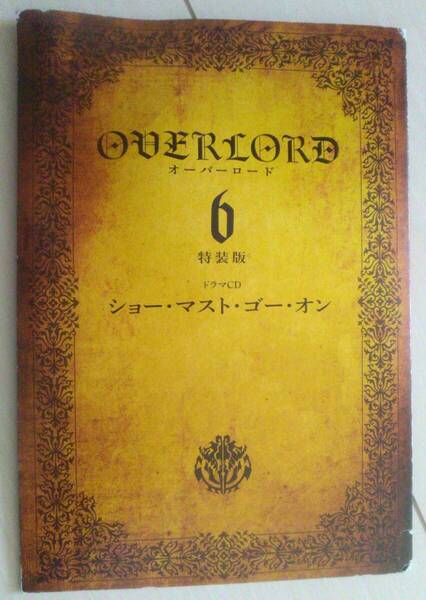 OVERLORD
オーバーロード
6
特装版
ドラマCD
ショー・マスト・ゴー・オン